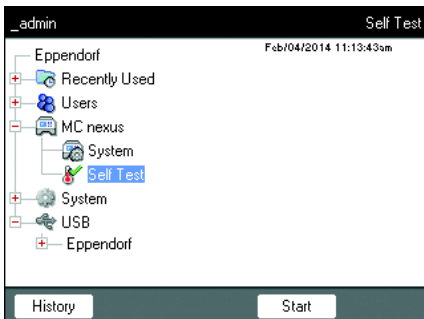 _admin Self Test
Feb/04/2014 11:13:43am
Eppendorf
Recently Used
Users
MC nexus
System
Self Test
System
USB
Eppendorf
History Start